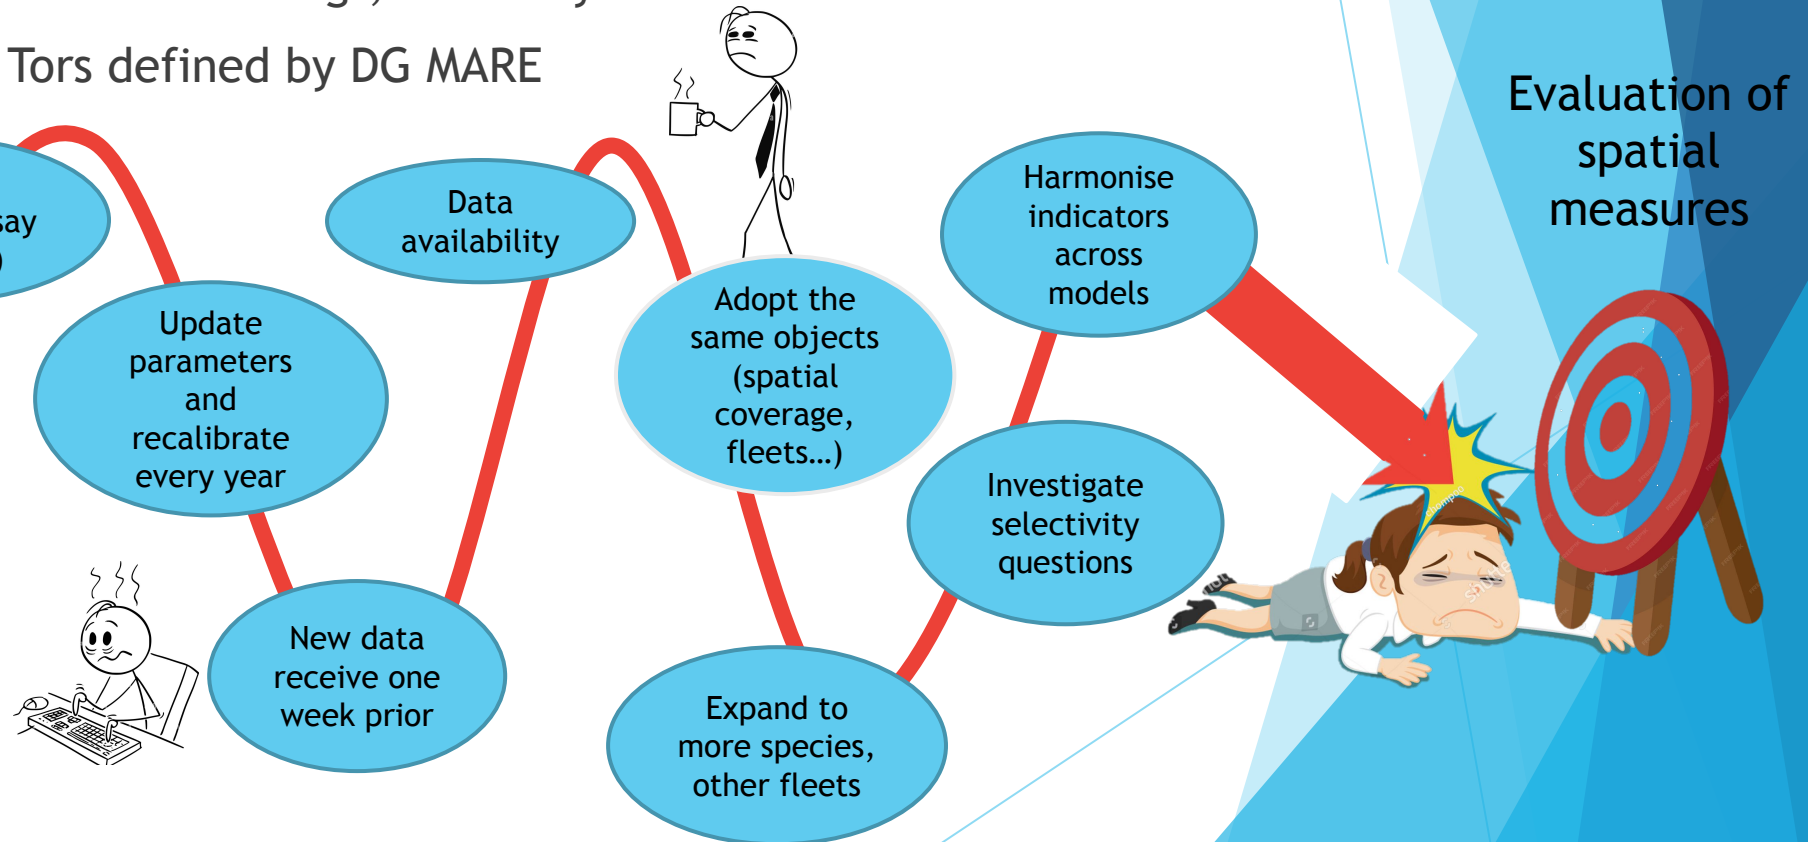 Tors defined by DG MARE
Evaluation of
spatial
measures
say
)
Update
parameters
and
recalibrate
every year
New data
receive one
week prior
Data
availability
Adopt the
same objects
(spatial
coverage,
fleets…)
Expand to
more species,
other fleets
Investigate
selectivity
questions
Harmonise
indicators
across
models